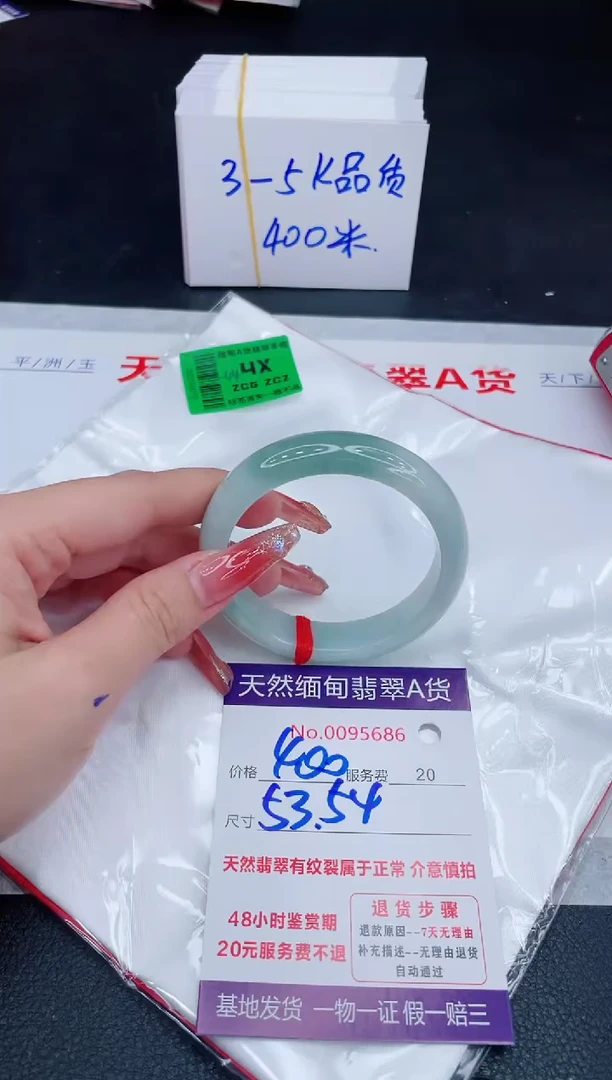 3-5K品质
400米.
平/洲/玉
天
翠A货
天/下/
4X
ZCG ZCZ
天然缅甸翡翠A货
No.0095686
价格 400 服务费 20
尺寸 53.54
天然翡翠有纹裂属于正常 介意慎拍
48小时鉴赏期
20元服务费不退
退货步骤
退款原因--7天无理由
补充描述--无理由退货
自动通过
基地发货 一物一证 假一赔三